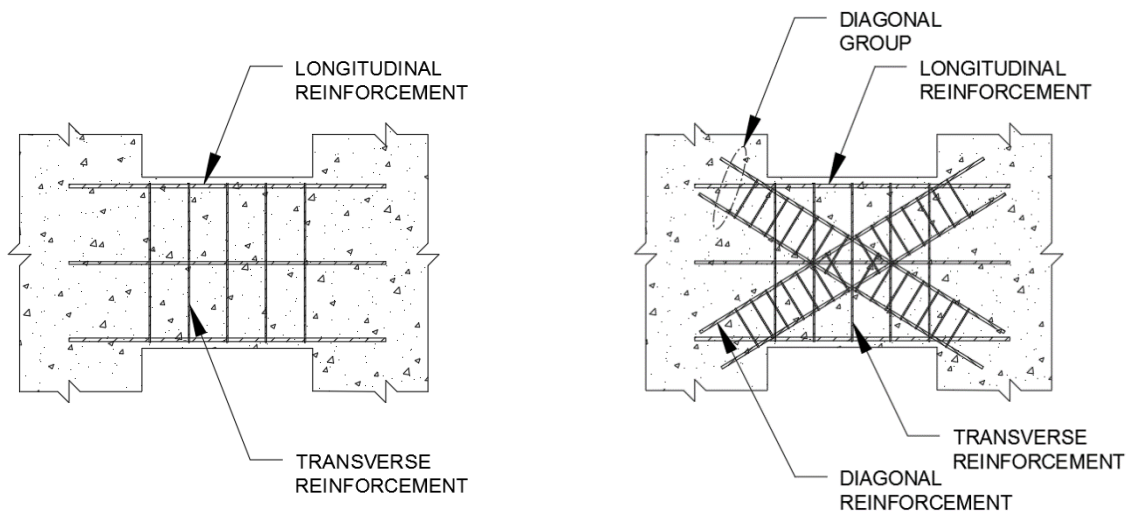 LONGITUDINAL
REINFORCEMENT
TRANSVERSE
REINFORCEMENT
DIAGONAL
GROUP
LONGITUDINAL
REINFORCEMENT
TRANSVERSE
REINFORCEMENT
DIAGONAL
REINFORCEMENT